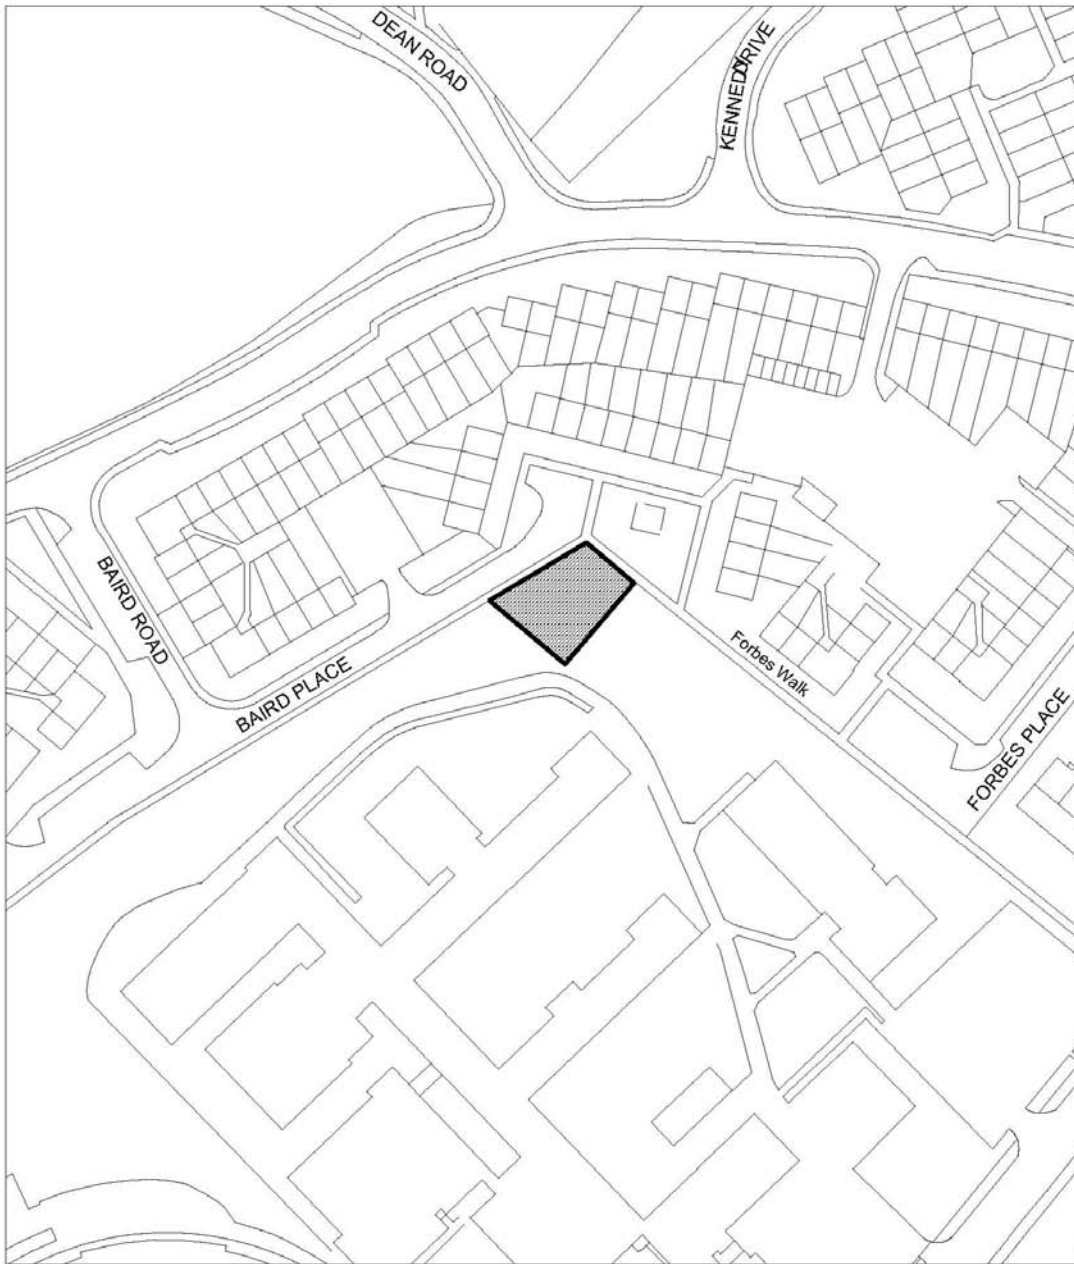 DEAN ROAD
KENNEDY DRIVE
BAIRD ROAD
BAIRD PLACE
Forbes Walk
FORBES PLACE